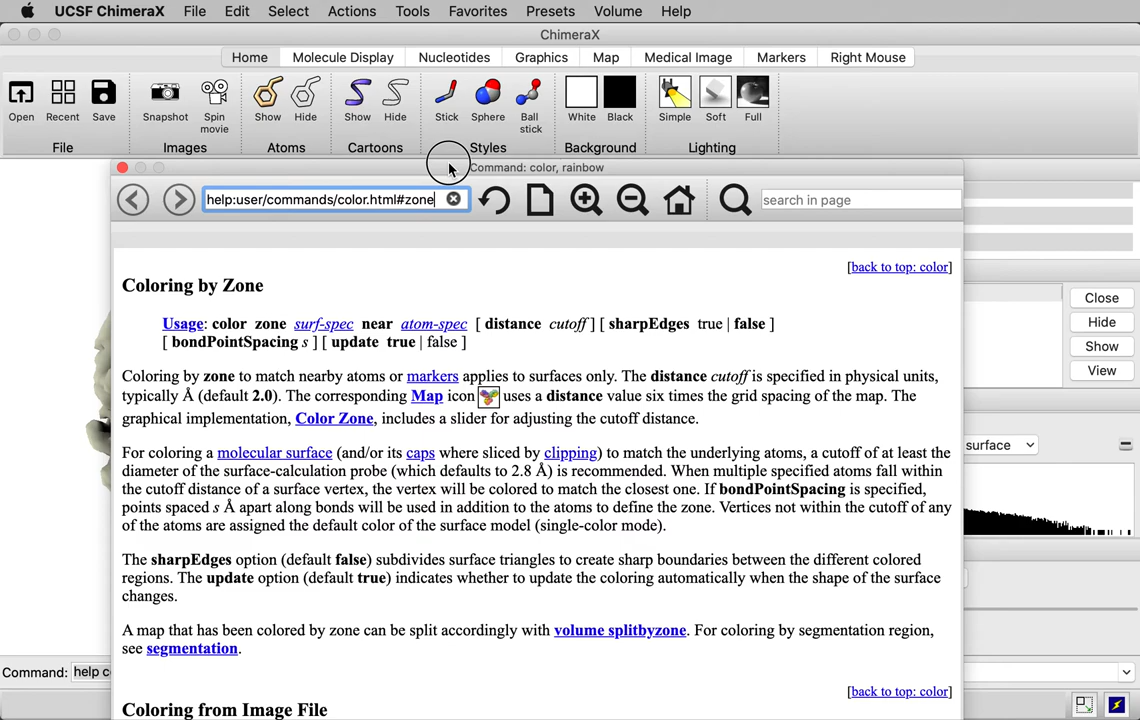 UCSF ChimeraX File Edit Select Actions Tools Favorites Presets Volume Help
ChimeraX
Home Molecule Display Nucleotides Graphics Map Medical Image Markers Right Mouse
Open Recent Save Snapshot Spin movie Show Hide Show Hide Stick Sphere Ball stick White Black Simple Soft Full
File Images Atoms Cartoons Styles Background Lighting
Command: color, rainbow
help:user/commands/color.html#zone search in page
[back to top: color]
Coloring by Zone
Usage: color zone surf-spec near atom-spec [ distance cutoff ] [ sharpEdges true | false ]
[ bondPointSpacing s ] [ update true | false ]
Coloring by zone to match nearby atoms or markers applies to surfaces only. The distance cutoff is specified in physical units,
typically Å (default 2.0). The corresponding Map icon uses a distance value six times the grid spacing of the map. The
graphical implementation, Color Zone, includes a slider for adjusting the cutoff distance.
For coloring a molecular surface (and/or its caps where sliced by clipping) to match the underlying atoms, a cutoff of at least the
diameter of the surface-calculation probe (which defaults to 2.8 Å) is recommended. When multiple specified atoms fall within
the cutoff distance of a surface vertex, the vertex will be colored to match the closest one. If bondPointSpacing is specified,
points spaced s Å apart along bonds will be used in addition to the atoms to define the zone. Vertices not within the cutoff of any
of the atoms are assigned the default color of the surface model (single-color mode).
The sharpEdges option (default false) subdivides surface triangles to create sharp boundaries between the different colored
regions. The update option (default true) indicates whether to update the coloring automatically when the shape of the surface
changes.
A map that has been colored by zone can be split accordingly with volume splitbyzone. For coloring by segmentation region,
see segmentation.
[back to top: color]
Coloring from Image File
Close
Hide
Show
View
surface
Command: help c